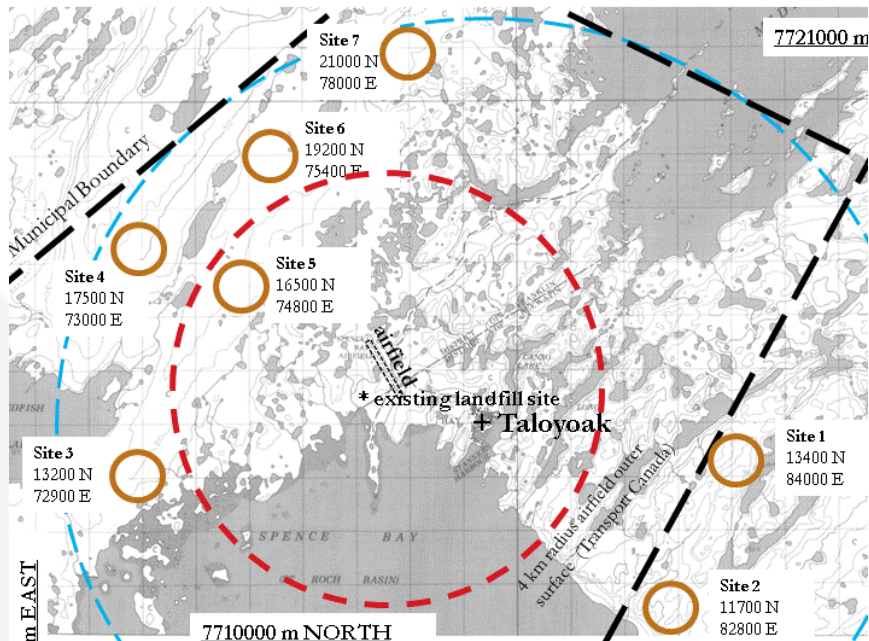 Site 7
21000 N
78000 E
7721000 m
Site 6
19200 N
75400 E
Municipal Boundary
Site 4
17500 N
73000 E
Site 5
16500 N
74800 E
airfield
* existing landfill site
+ Taloyoak
Site 3
13200 N
72900 E
Site 1
13400 N
84000 E
4 km radius airfield outer
surface (Transport Canada)
SPENCE BAY
ROCH BASIN)
Site 2
11700 N
82800 E
m EAST
7710000 m NORTH